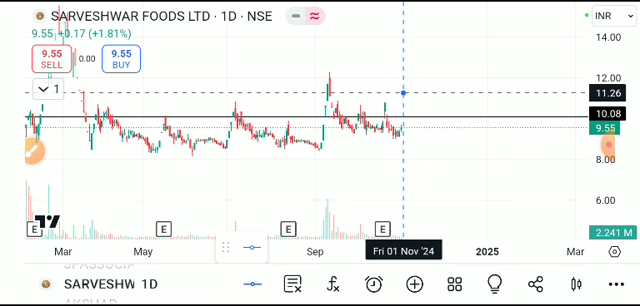 SARVESHWAR FOODS LTD · 1D · NSE
INR
9.55 +0.17 (+1.81%)
14.00
9.55
SELL
0.00
9.55
BUY
12.00
1
11.26
10.08
9.55
8.00
6.00
E
E
E
E
2.241 M
Mar
May
Sep
Fri 01 Nov '24
2025
Mar
SARVESHW 1D